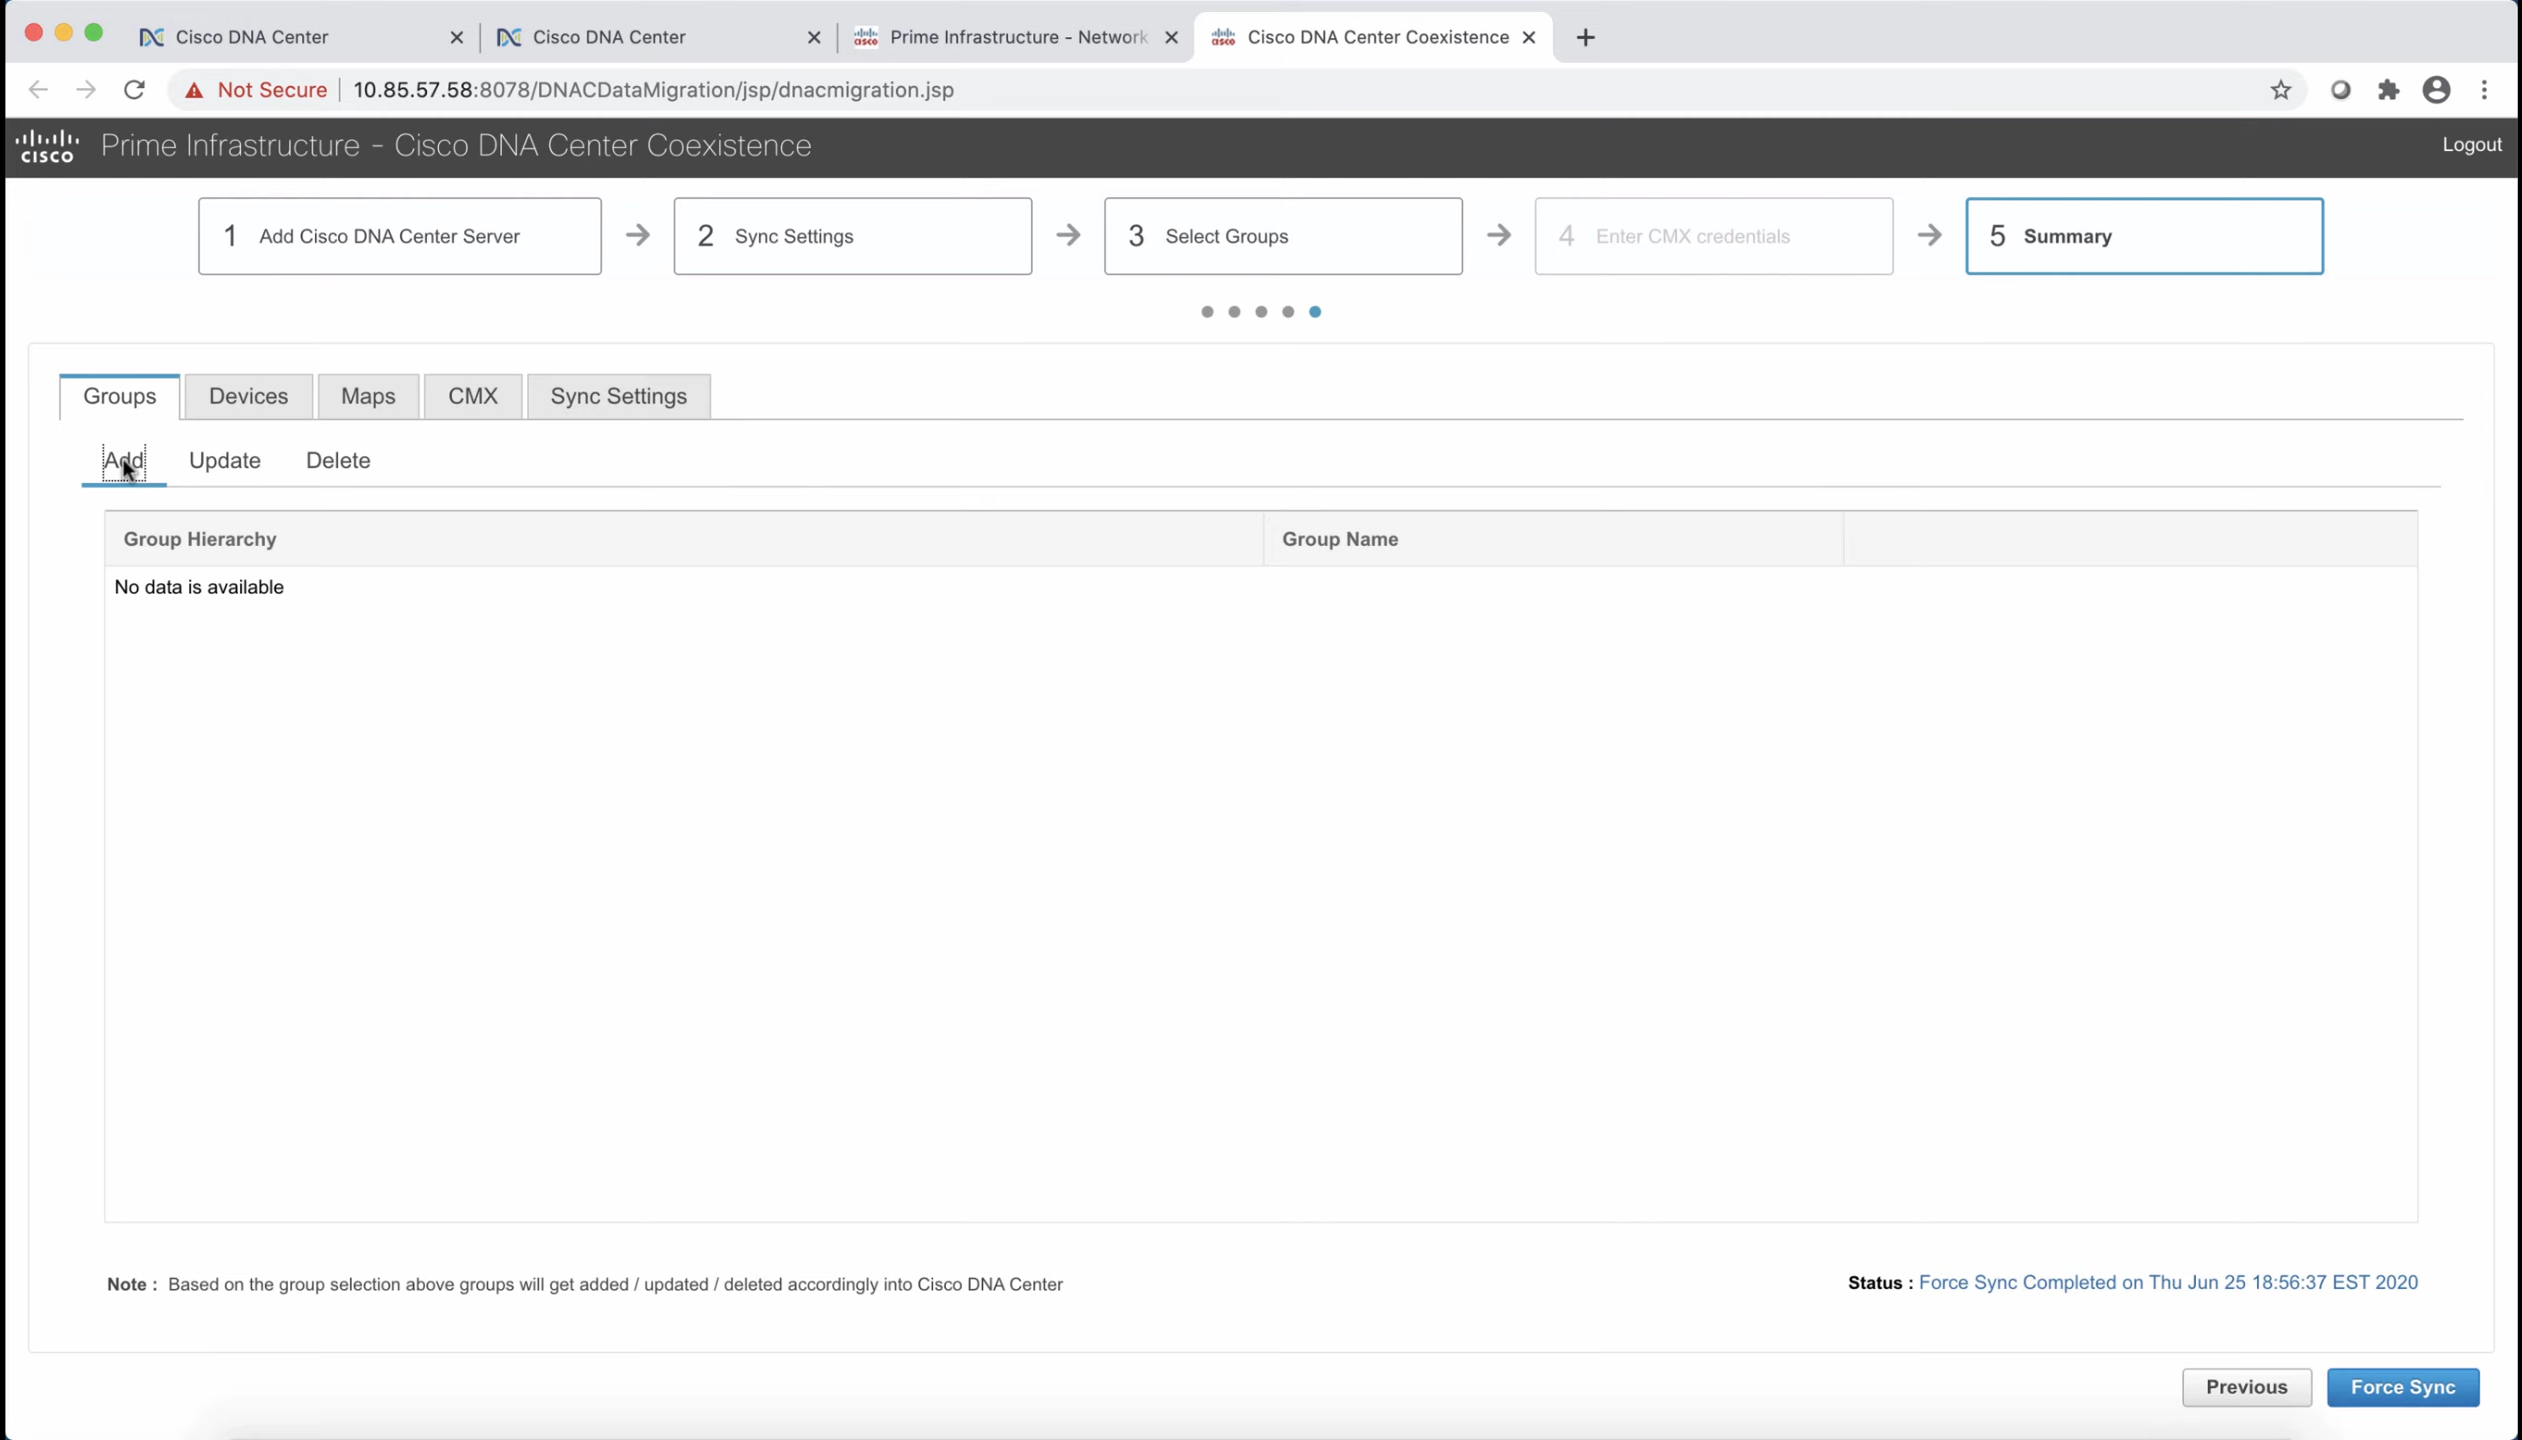 Cisco DNA Center
Cisco DNA Center
Prime Infrastructure - Network
Cisco DNA Center Coexistence
Not Secure
10.85.57.58:8078/DNACDataMigration/jsp/dnacmigration.jsp
CISCO
Prime Infrastructure - Cisco DNA Center Coexistence
Logout
1 Add Cisco DNA Center Server
2 Sync Settings
3 Select Groups
4 Enter CMX credentials
5 Summary
Groups
Devices
Maps
CMX
Sync Settings
Add
Update
Delete
Group Hierarchy
Group Name
No data is available
Note : Based on the group selection above groups will get added / updated / deleted accordingly into Cisco DNA Center
Status : Force Sync Completed on Thu Jun 25 18:56:37 EST 2020
Previous
Force Sync